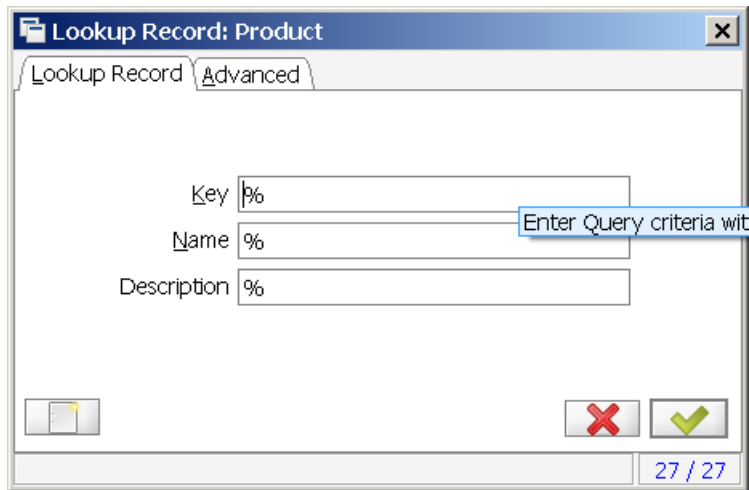 Lookup Record: Product
Lookup Record Advanced
Key %
Enter Query criteria wit
Name %
Description %
27 / 27